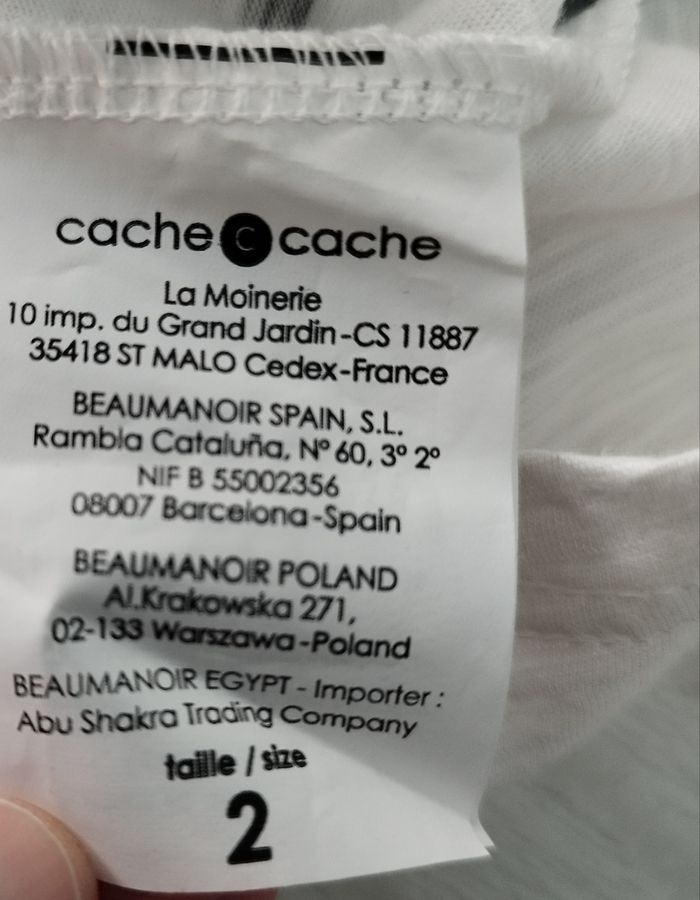 cache c cache
La Moinerie
10 imp. du Grand Jardin-CS 11887
35418 ST MALO Cedex-France
BEAUMANOIR SPAIN, S.L.
Rambla Cataluña, Nº 60, 3º 2º
NIF B 55002356
08007 Barcelona-Spain
BEAUMANOIR POLAND
Al.Krakowska 271,
02-133 Warszawa-Poland
BEAUMANOIR EGYPT - Importer :
Abu Shakra Trading Company
taille / size
2